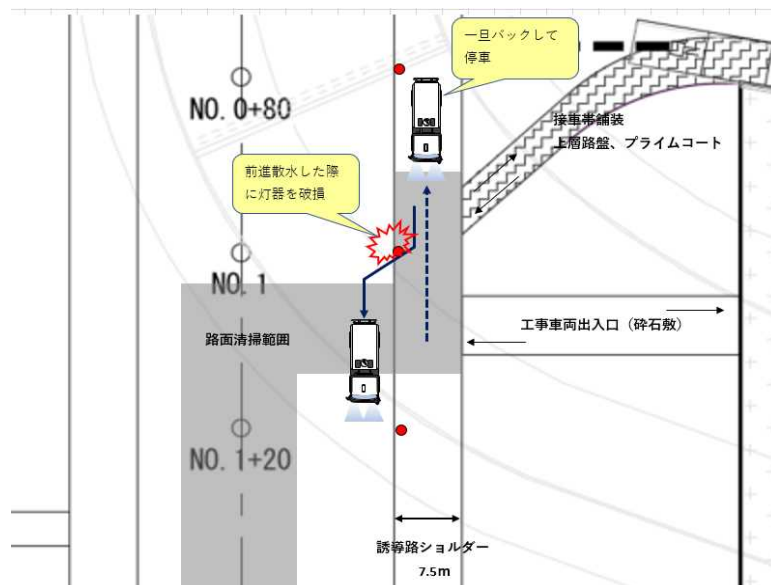 一旦バックして
停車
NO. 0+80
接車帯舗装
上層路盤、プライムコート
前進散水した際
に灯器を破損
NO. 1
路面清掃範囲
工事車両出入口（砕石敷）
NO. 1+20
誘導路ショルダー
7.5m